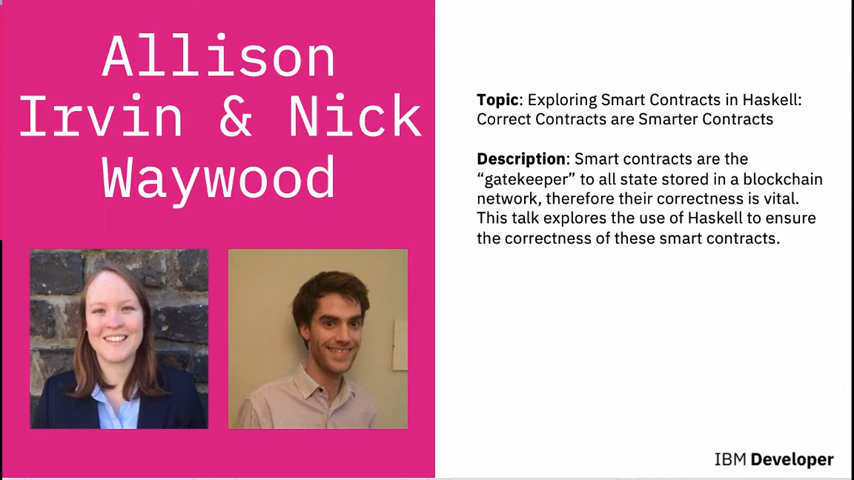 Allison
Irvin & Nick
Waywood
Topic: Exploring Smart Contracts in Haskell:
Correct Contracts are Smarter Contracts
Description: Smart contracts are the
“gatekeeper” to all state stored in a blockchain
network, therefore their correctness is vital.
This talk explores the use of Haskell to ensure
the correctness of these smart contracts.
IBM Developer